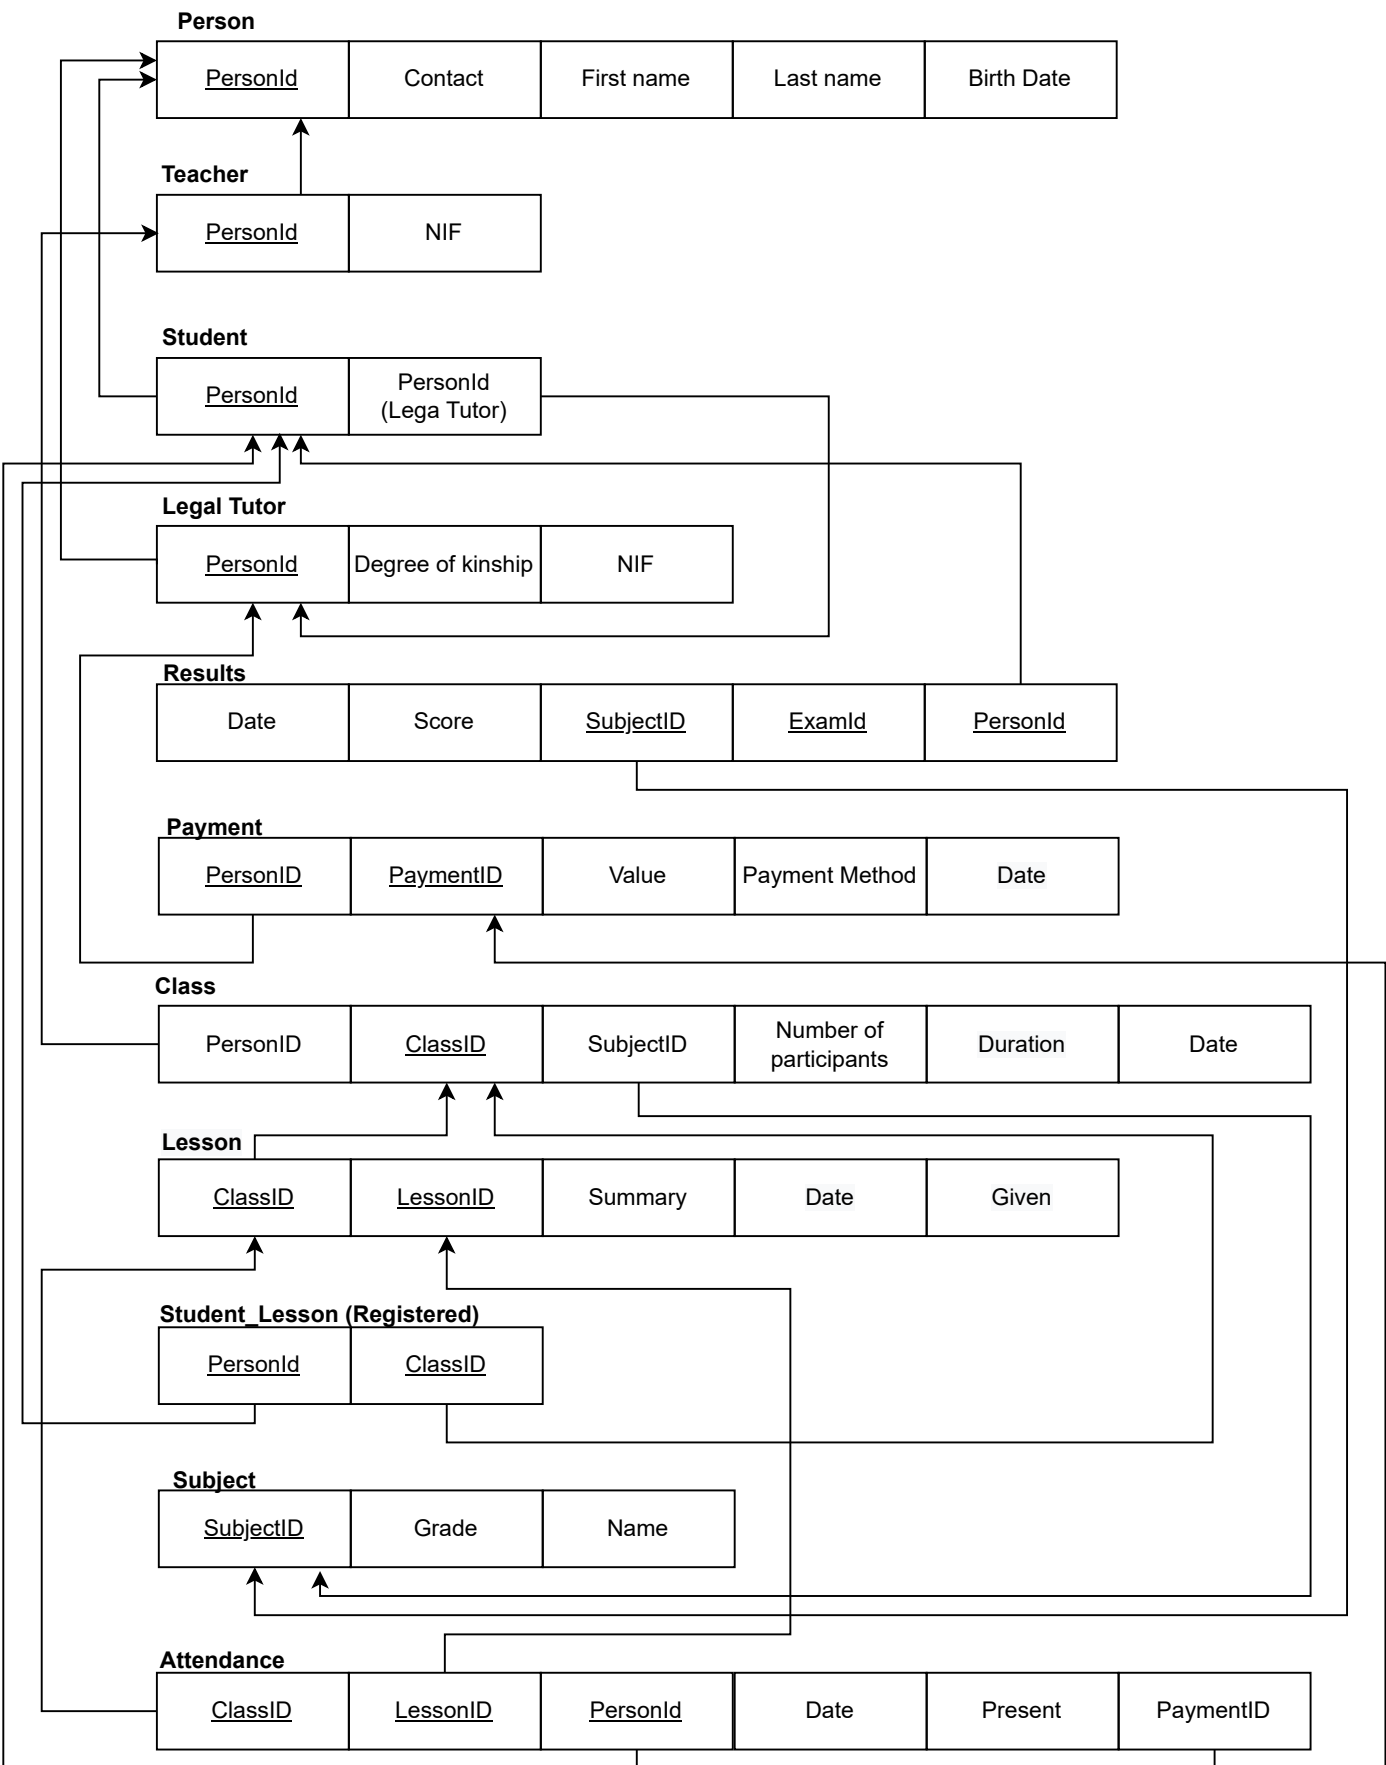 Person
PersonId Contact First name Last name Birth Date
Teacher
PersonId NIF
Student
PersonId PersonId
(Lega Tutor)
Legal Tutor
PersonId Degree of kinship NIF
Results
Date Score SubjectID ExamId PersonId
Payment
PersonID PaymentID Value Payment Method Date
Class
PersonID ClassID SubjectID Number of
participants Duration Date
Lesson
ClassID LessonID Summary Date Given
Student_Lesson (Registered)
PersonId ClassID
Subject
SubjectID Grade Name
Attendance
ClassID LessonID PersonId Date Present PaymentID